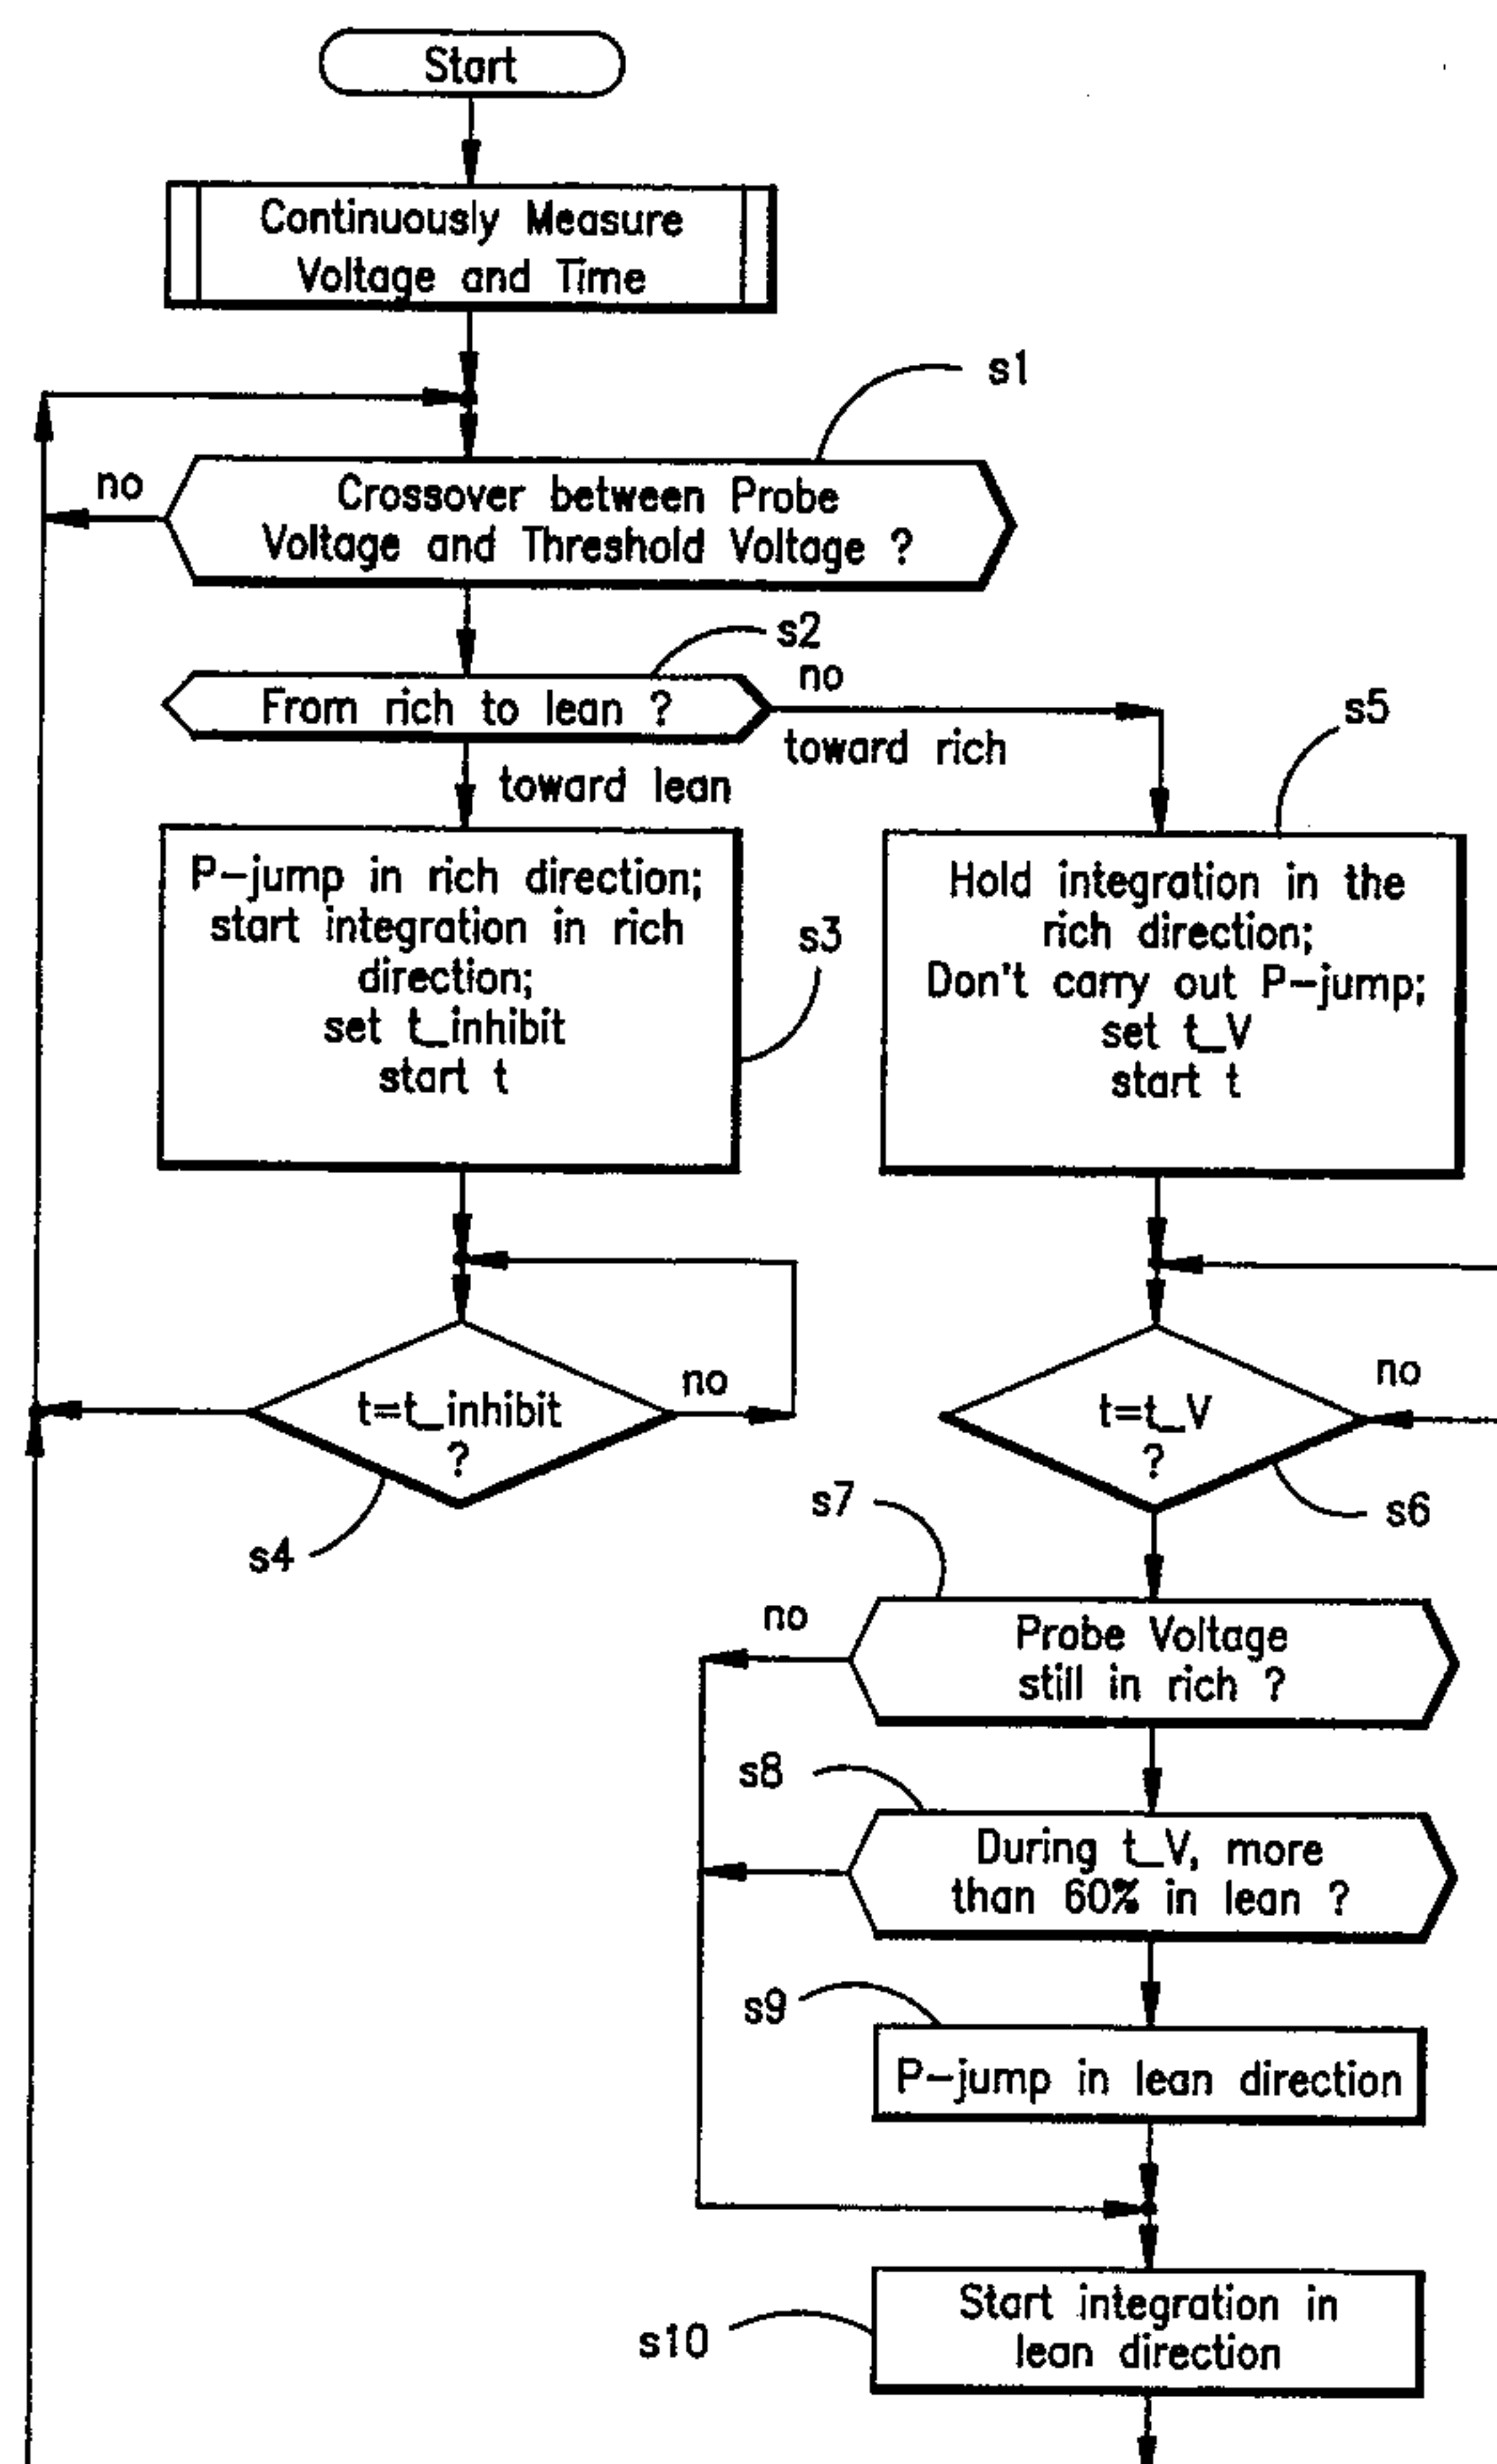 Start
Continuously Measure
Voltage and Time
s1
no
Crossover between Probe
Voltage and Threshold Voltage ?
s2
From rich to lean ?
no
toward rich
toward lean
s5
P-jump in rich direction;
start integration in rich
direction;
set t_inhibit
start t
s3
Hold integration in the
rich direction;
Don't carry out P-jump;
set t_V
start t
t=t_inhibit
?
no
s4
t=t_V
?
no
s6
s7
no
Probe Voltage
still in rich ?
s8
During t_V, more
than 60% in lean ?
s9
P-jump in lean direction
s10
Start integration in
lean direction